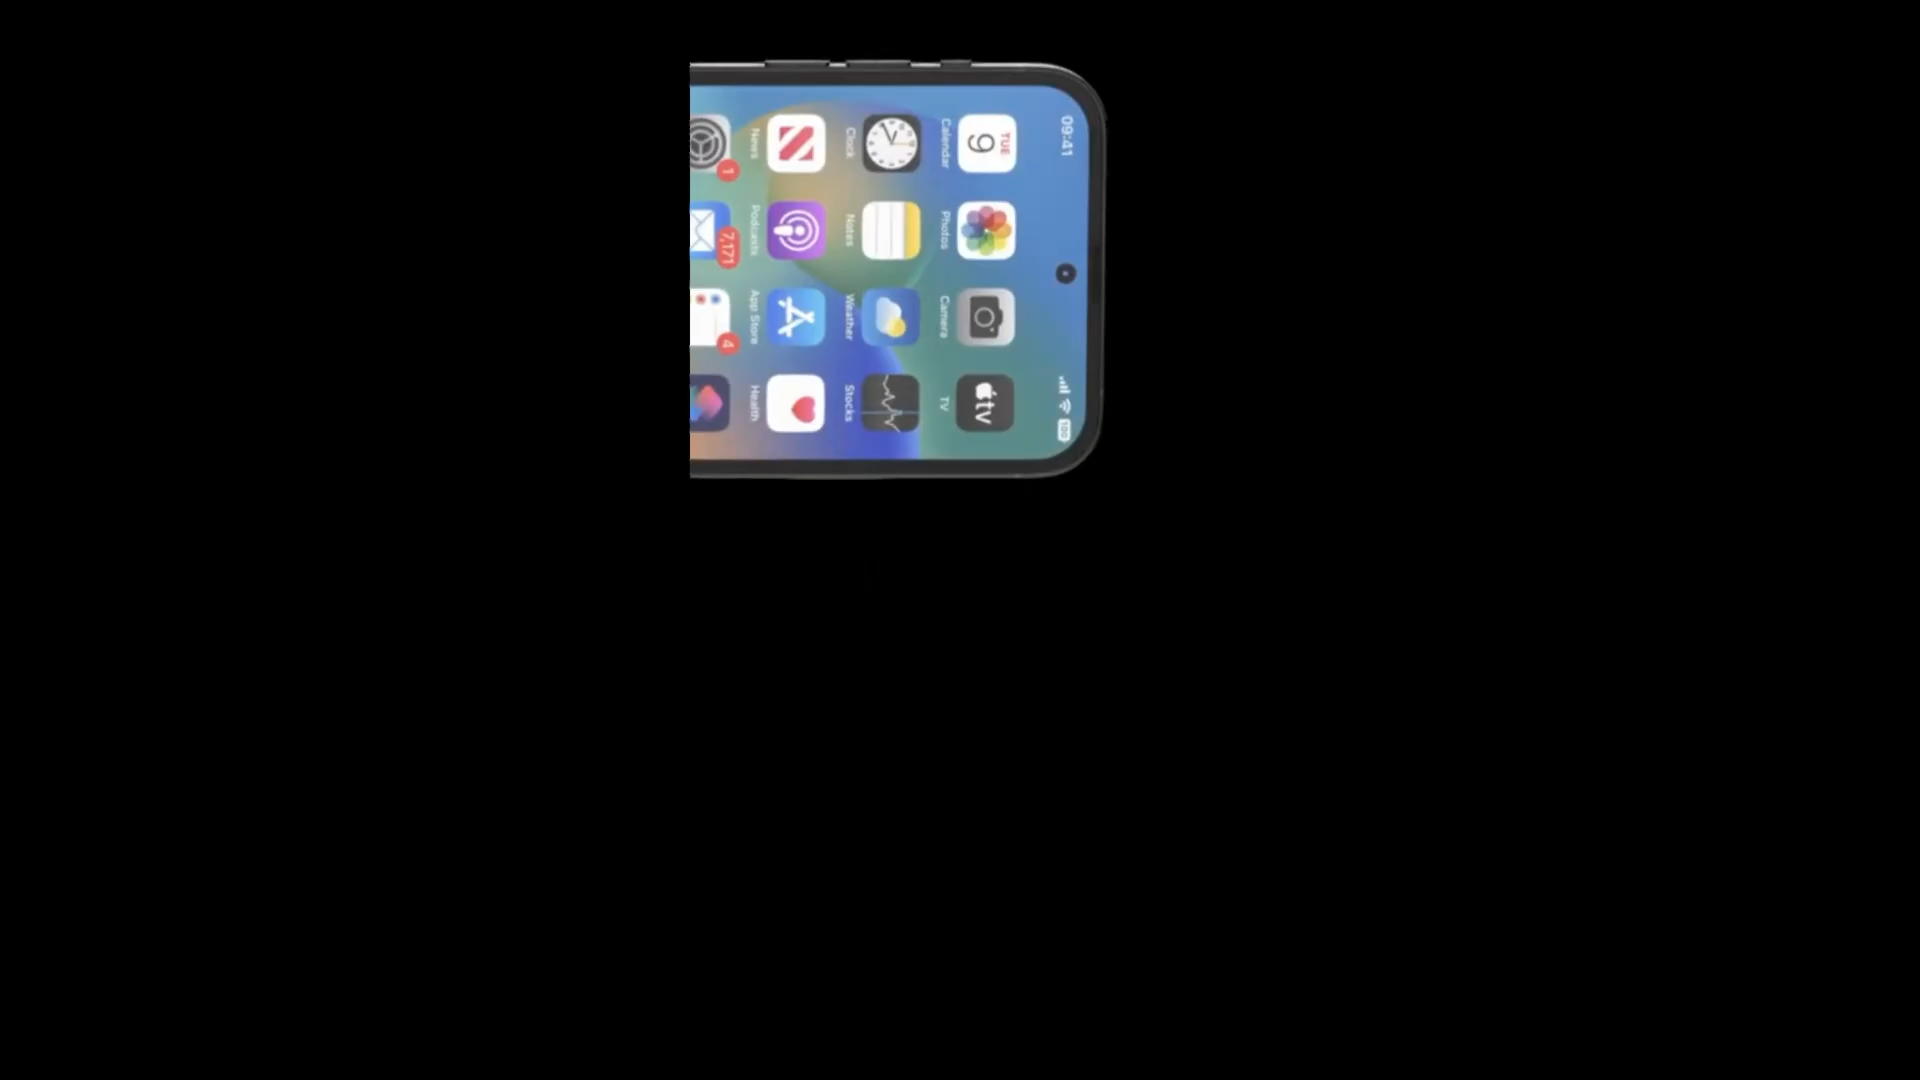 09:41
100
TUE
9
tv
Calendar
Photos
Camera
TV
Clock
Notes
Weather
Stocks
News
Podcasts
App Store
Health
1
7,171
4